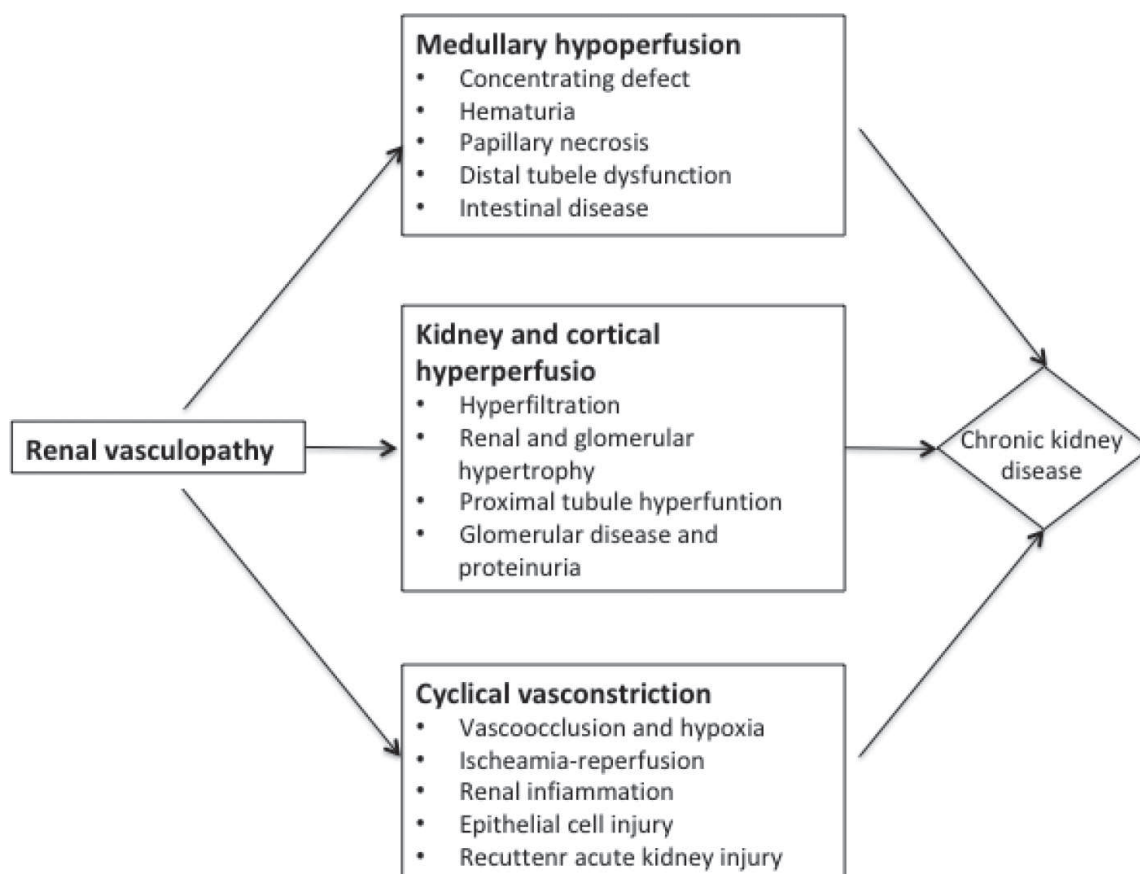 Medullary hypoperfusion
• Concentrating defect
• Hematuria
• Papillary necrosis
• Distal tubele dysfunction
• Intestinal disease
Kidney and cortical
hyperperfusio
• Hyperfiltration
• Renal and glomerular
hypertrophy
• Proximal tubule hyperfuntion
• Glomerular disease and
proteinuria
Renal vasculopathy
Chronic kidney
disease
Cyclical vasconstriction
• Vascoocclusion and hypoxia
• Ischeamia-reperfusion
• Renal infiammation
• Epithelial cell injury
• Recuttenr acute kidney injury